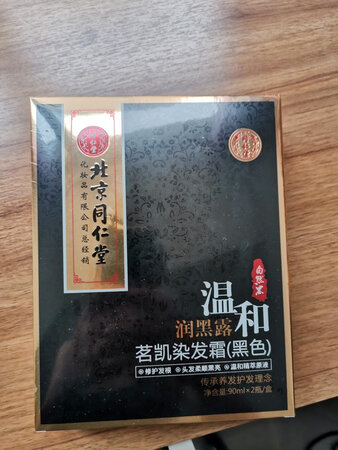 同仁堂
北京同仁堂
化妆品有限公司总经销
自然黑
温和
润黑露
茗凯染发霜(黑色)
修护发根 头发柔顺黑亮 温和植萃原液
传承养发护发理念
净含量:90ml×2瓶/盒